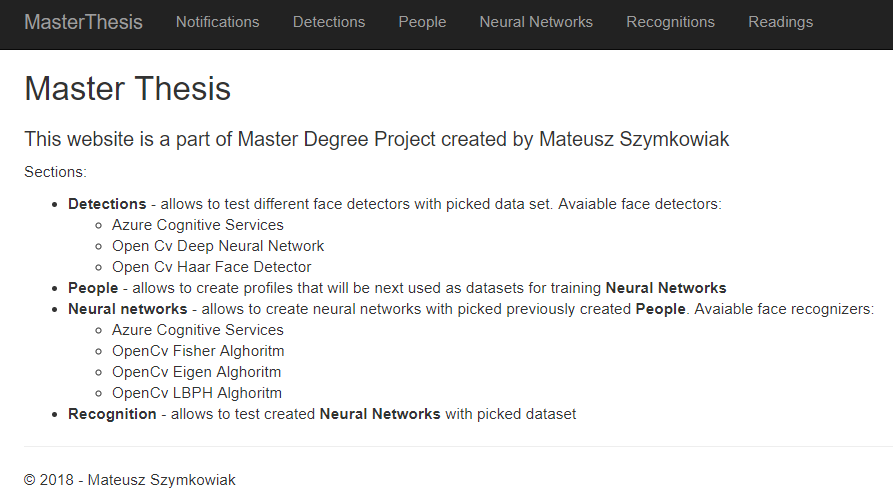 MasterThesis Notifications Detections People Neural Networks Recognitions Readings
Master Thesis
This website is a part of Master Degree Project created by Mateusz Szymkowiak
Sections:
Detections - allows to test different face detectors with picked data set. Avaiable face detectors:
Azure Cognitive Services
Open Cv Deep Neural Network
Open Cv Haar Face Detector
People - allows to create profiles that will be next used as datasets for training Neural Networks
Neural networks - allows to create neural networks with picked previously created People. Avaiable face recognizers:
Azure Cognitive Services
OpenCv Fisher Alghoritm
OpenCv Eigen Alghoritm
OpenCv LBPH Alghoritm
Recognition - allows to test created Neural Networks with picked dataset
© 2018 - Mateusz Szymkowiak